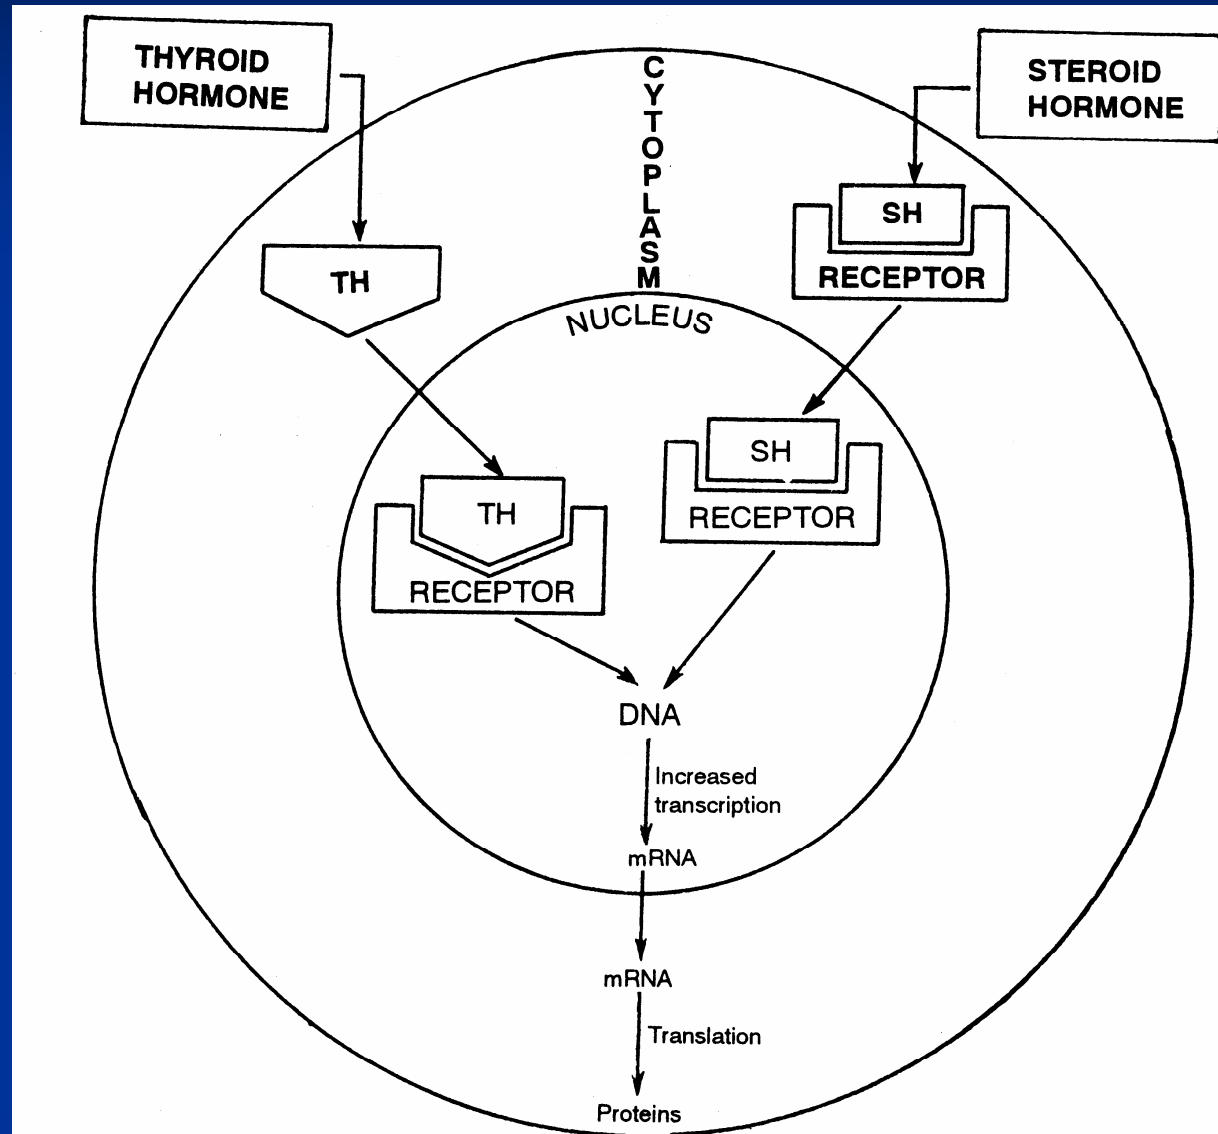 THYROID
HORMONE
STEROID
HORMONE
CYTOPLASM
SH
RECEPTOR
TH
NUCLEUS
SH
RECEPTOR
TH
RECEPTOR
DNA
Increased
transcription
mRNA
mRNA
Translation
Proteins